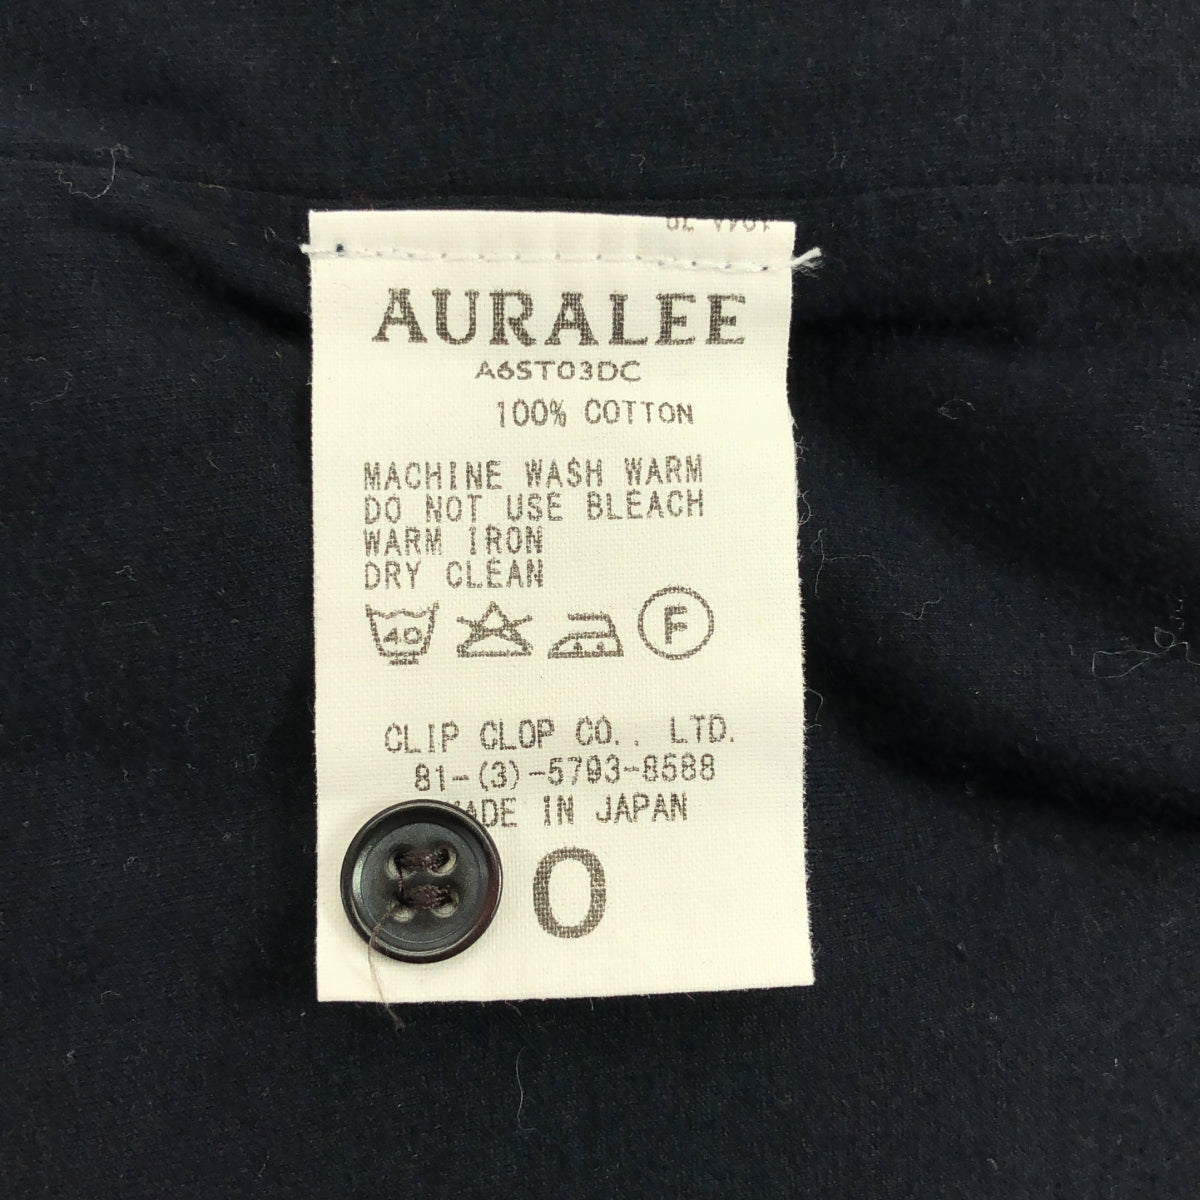 AURALEE
A6ST03DC
100% COTTON
MACHINE WASH WARM
DO NOT USE BLEACH
WARM IRON
DRY CLEAN
40 F
CLIP CLOP CO., LTD.
81-(3)-5793-8588
MADE IN JAPAN
0